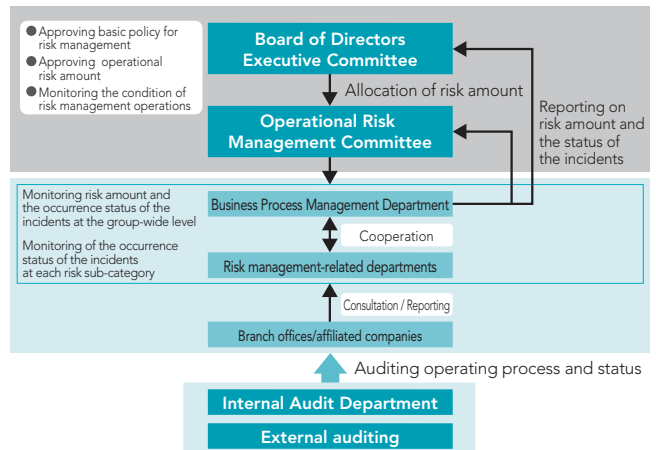 ● Approving basic policy for
risk management
● Approving operational
risk amount
● Monitoring the condition of
risk management operations
Board of Directors
Executive Committee
Allocation of risk amount
Operational Risk
Management Committee
Reporting on
risk amount and
the status of
the incidents
Monitoring risk amount and
the occurrence status of the
incidents at the group-wide level
Monitoring of the occurrence
status of the incidents
at each risk sub-category
Business Process Management Department
Cooperation
Risk management-related departments
Consultation / Reporting
Branch offices/affiliated companies
Auditing operating process and status
Internal Audit Department
External auditing